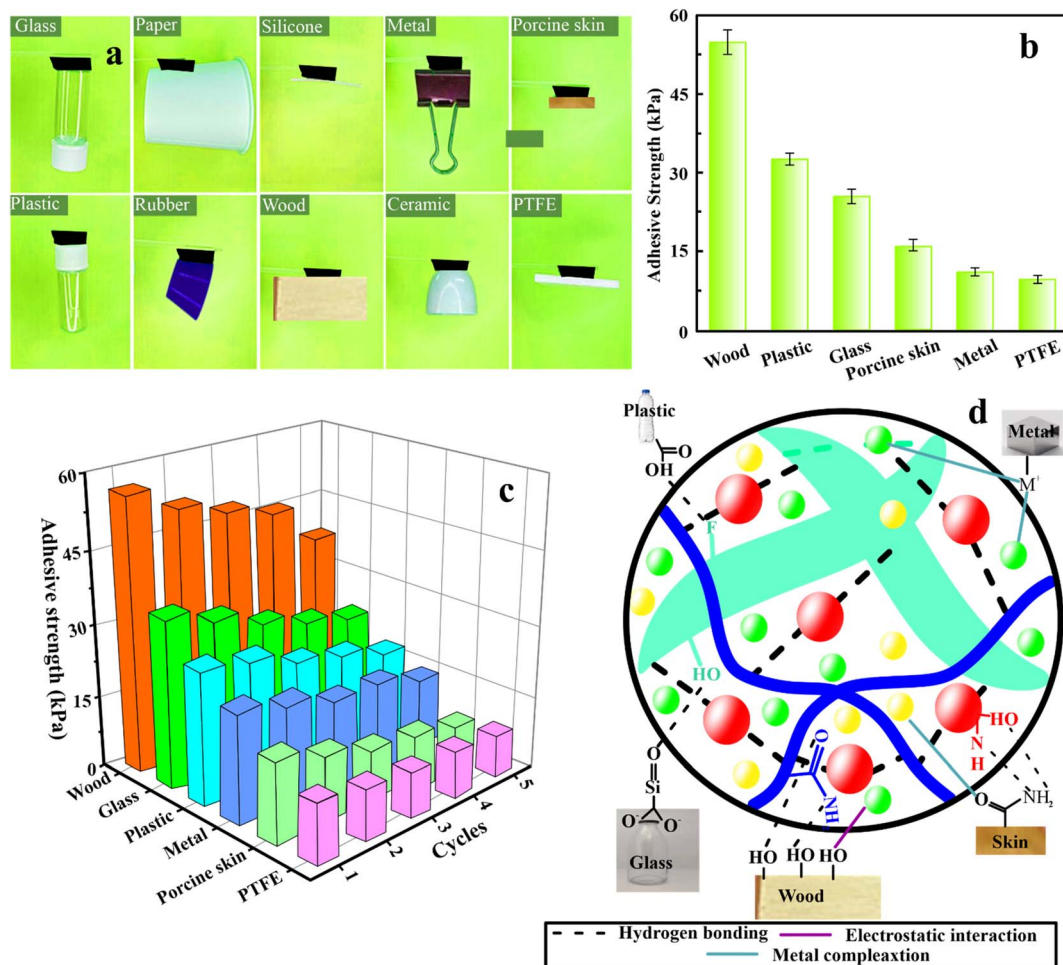 Glass
Paper
Silicone
Metal
Porcine skin
a
Plastic
Rubber
Wood
Ceramic
PTFE
b
Adhesive Strength (kPa)
60
45
30
15
0
Wood
Plastic
Glass
Porcine skin
Metal
PTFE
c
Adhesive strength (kPa)
60
45
30
15
0
Wood
Glass
Plastic
Metal
Porcine skin
PTFE
1
2
3
4
5
Cycles
d
Plastic
O
OH
Metal
M⁺
F
HO
HO
N
H
O
NH₂
O
Skin
O
Si
O⁻ O⁻
Glass
O
NH₂
HO HO HO
Wood
Hydrogen bonding
Electrostatic interaction
Metal compleaxtion